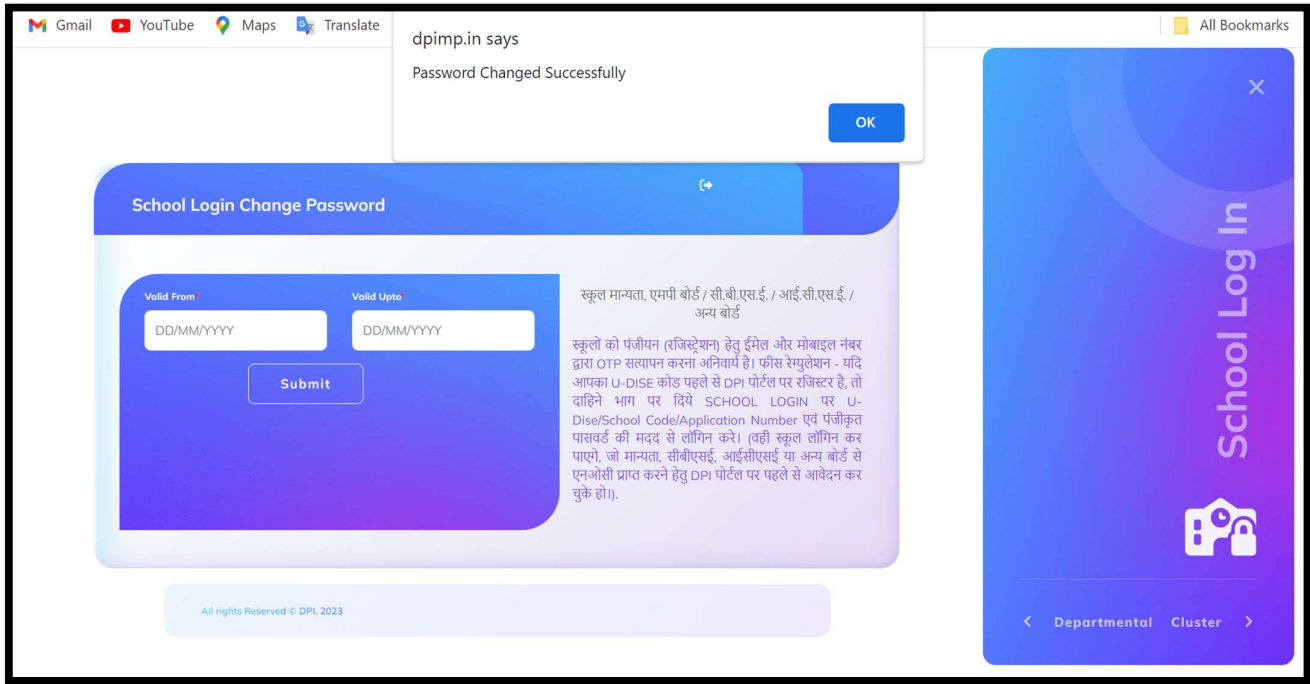 Gmail YouTube Maps Translate
All Bookmarks
dpimp.in says
Password Changed Successfully
OK
School Login Change Password
Valid From*
Valid Upto*
DD/MM/YYYY
DD/MM/YYYY
Submit
स्कूल मान्यता, एमपी बोर्ड / सी.बी.एस.ई. / आई.सी.एस.ई. /
अन्य बोर्ड
स्कूलों को पंजीयन (रजिस्ट्रेशन) हेतु ईमेल और मोबाइल नंबर
द्वारा OTP सत्यापन करना अनिवार्य है। फीस रेग्युलेशन - यदि
आपका U-DISE कोड पहले से DPI पोर्टल पर रजिस्टर है, तो
दाहिने भाग पर दिये SCHOOL LOGIN पर U-
Dise/School Code/Application Number एवं पंजीकृत
पासवर्ड की मदद से लॉगिन करे। (वही स्कूल लॉगिन कर
पाएगे, जो मान्यता, सीबीएसई, आईसीएसई या अन्य बोर्ड से
एनओसी प्राप्त करने हेतु DPI पोर्टल पर पहले से आवेदन कर
चुके हो।).
All rights Reserved © DPI, 2023
School Log In
Departmental Cluster